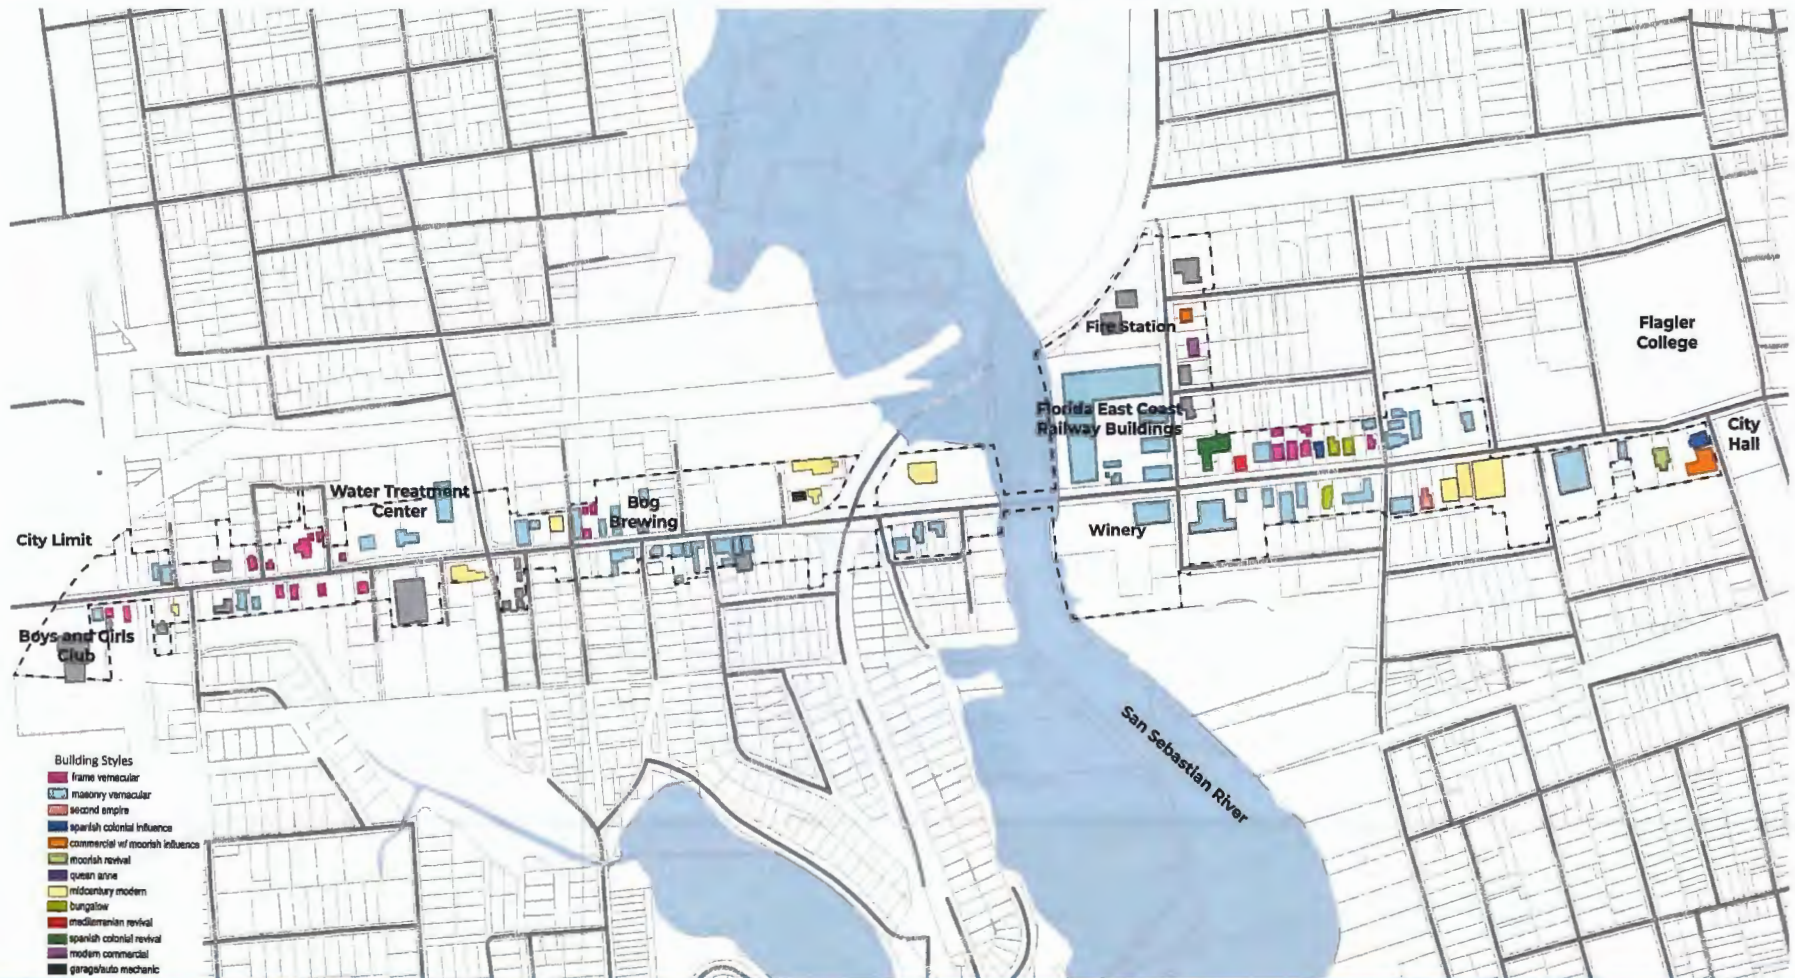 Flagler
College
Fire Station
Florida East Coast
Railway Buildings
City
Hall
Water Treatment
Center
Bog
Brewing
Winery
City Limit
Boys and Girls
Club
San Sebastian River
Building Styles
frame vernacular
masonry vernacular
second empire
spanish colonial influence
commercial w/ moorish influence
moorish revival
queen anne
midcentury modern
bungalow
mediterranean revival
spanish colonial revival
modern commercial
garage/auto mechanic